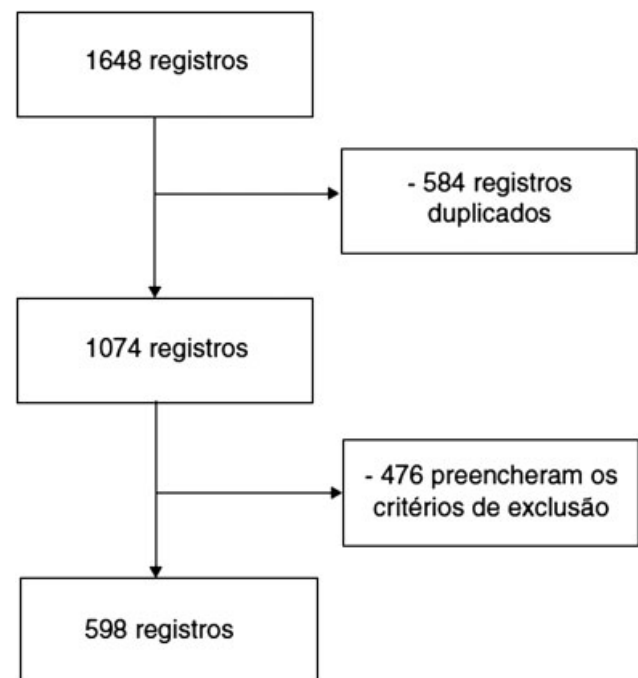 1648 registros
- 584 registros
duplicados
1074 registros
- 476 preencheram os
critérios de exclusão
598 registros